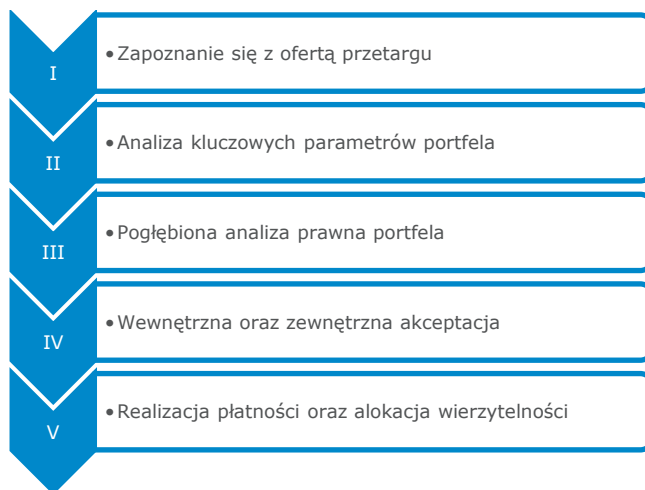 I
• Zapoznanie się z ofertą przetargu
II
• Analiza kluczowych parametrów portfela
III
• Pogłębiona analiza prawna portfela
IV
• Wewnętrzna oraz zewnętrzna akceptacja
V
• Realizacja płatności oraz alokacja wierzytelności